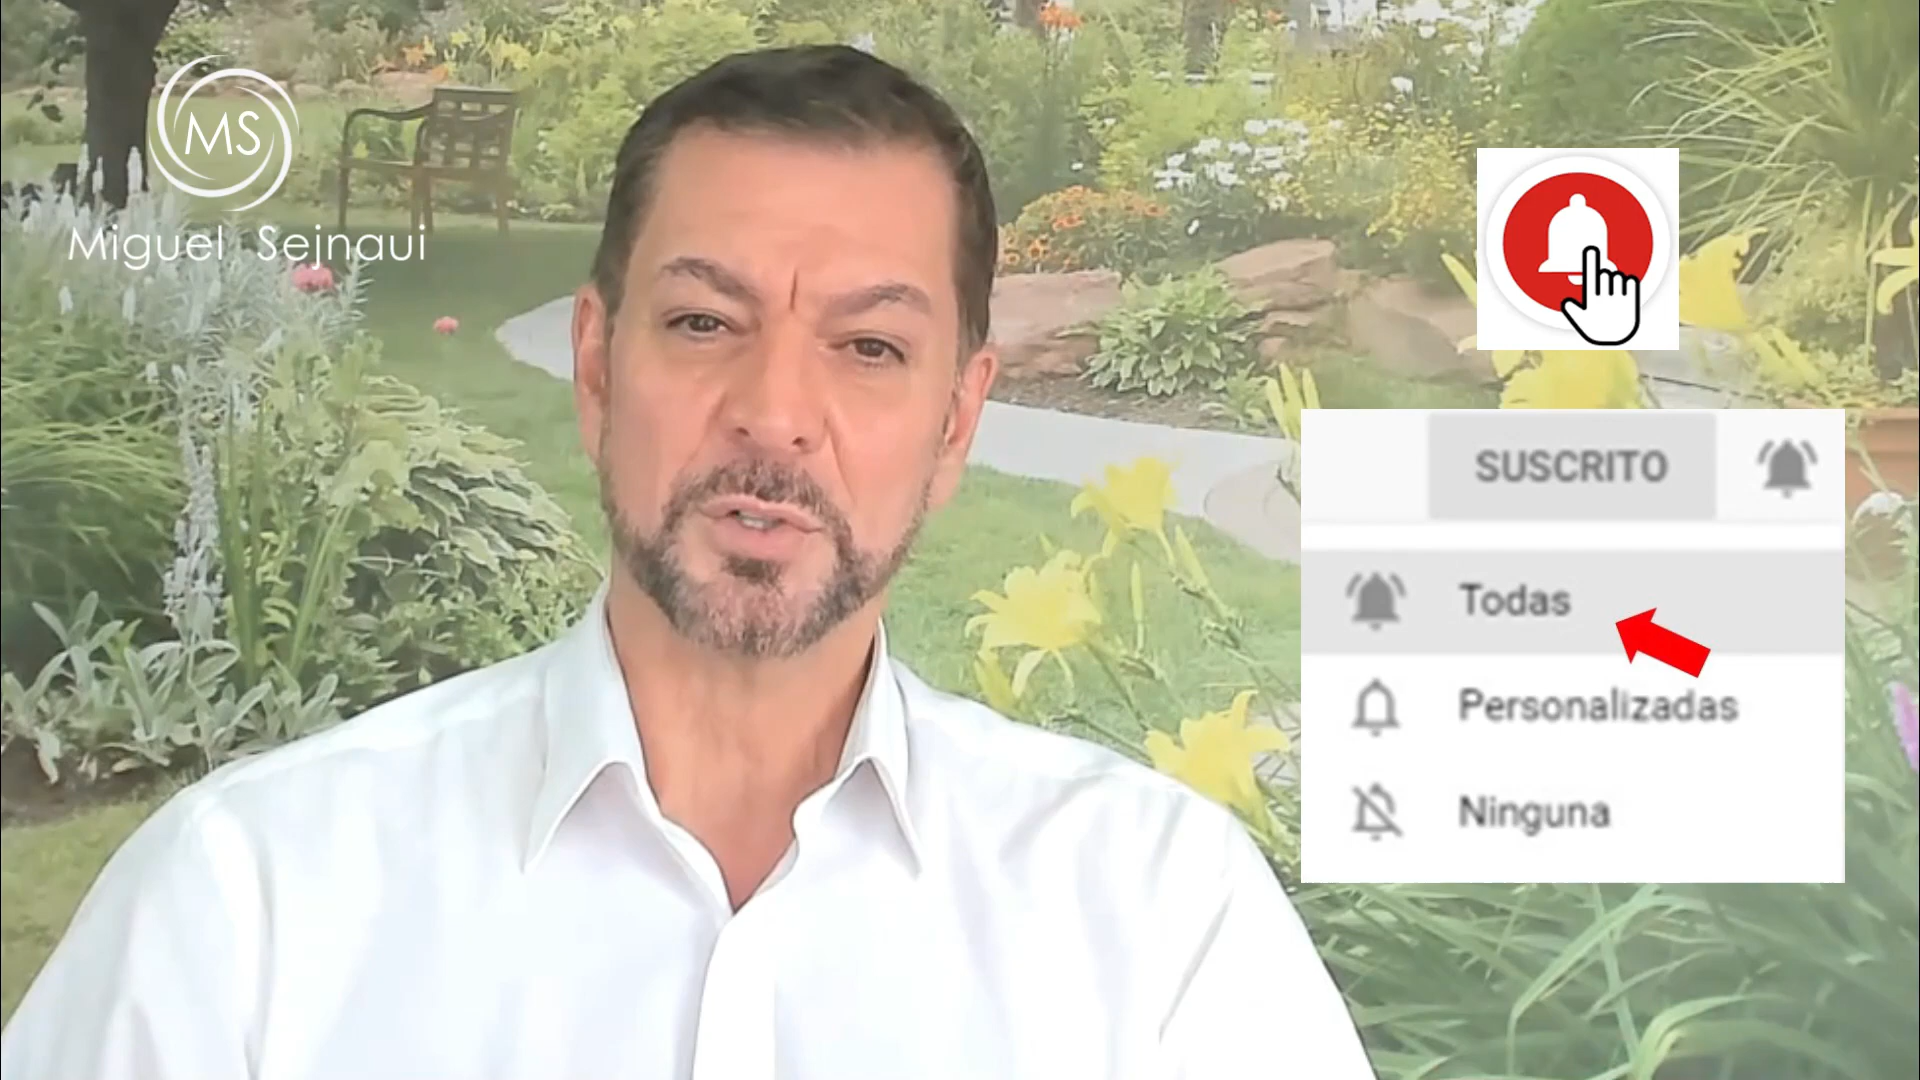 MS
Miguel Sejnaui
SUSCRITO
Todas
Personalizadas
Ninguna